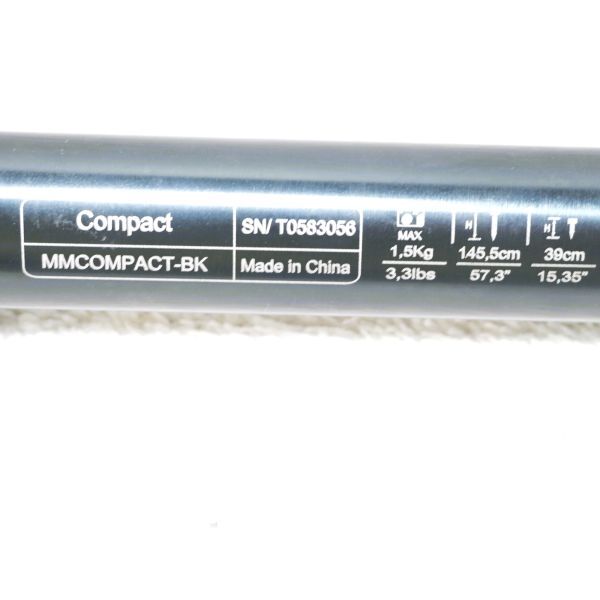 Compact SN/ T0583056
MMCOMPACT-BK Made in China
MAX H H
1,5Kg 145,5cm 39cm
3,3lbs 57,3" 15,35"